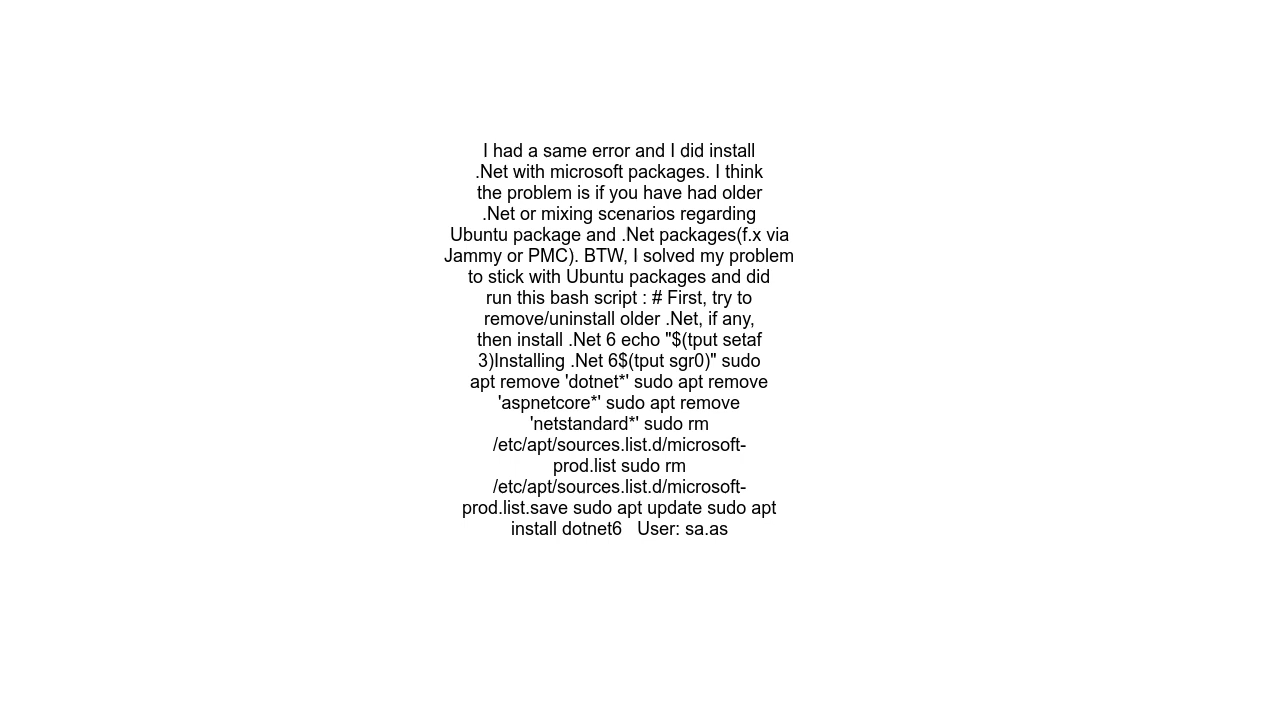 I had a same error and I did install
.Net with microsoft packages. I think
the problem is if you have had older
.Net or mixing scenarios regarding
Ubuntu package and .Net packages(f.x via
Jammy or PMC). BTW, I solved my problem
to stick with Ubuntu packages and did
run this bash script : # First, try to
remove/uninstall older .Net, if any,
then install .Net 6 echo "$(tput setaf
3)Installing .Net 6$(tput sgr0)" sudo
apt remove 'dotnet*' sudo apt remove
'aspnetcore*' sudo apt remove
'netstandard*' sudo rm
/etc/apt/sources.list.d/microsoft-
prod.list sudo rm
/etc/apt/sources.list.d/microsoft-
prod.list.save sudo apt update sudo apt
install dotnet6   User: sa.as